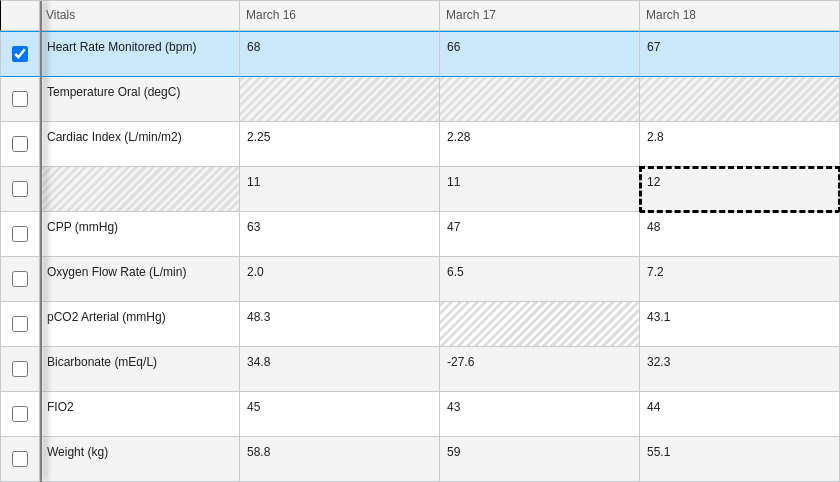 Vitals March 16 March 17 March 18
Heart Rate Monitored (bpm) 68 66 67
Temperature Oral (degC)
Cardiac Index (L/min/m2) 2.25 2.28 2.8
11 11 12
CPP (mmHg) 63 47 48
Oxygen Flow Rate (L/min) 2.0 6.5 7.2
pCO2 Arterial (mmHg) 48.3 43.1
Bicarbonate (mEq/L) 34.8 -27.6 32.3
FIO2 45 43 44
Weight (kg) 58.8 59 55.1